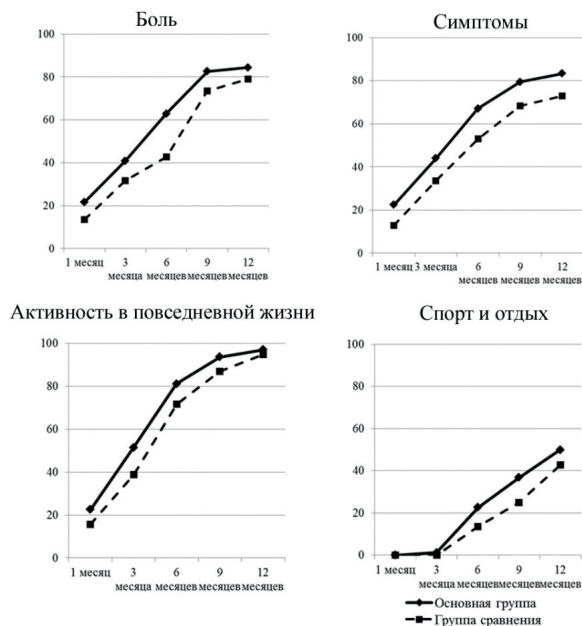 Боль
100
80
60
40
20
0
1 месяц 3 6 9 12
месяца месяцев месяцев месяцев
Симптомы
100
80
60
40
20
0
1 месяц 3 месяца 6 9 12
месяцев месяцев месяцев
Активность в повседневной жизни
100
80
60
40
20
0
1 месяц 3 6 9 12
месяца месяцев месяцев месяцев
Спорт и отдых
100
80
60
40
20
0
1 месяц 3 6 9 12
месяца месяцев месяцев месяцев
Основная группа
Группа сравнения